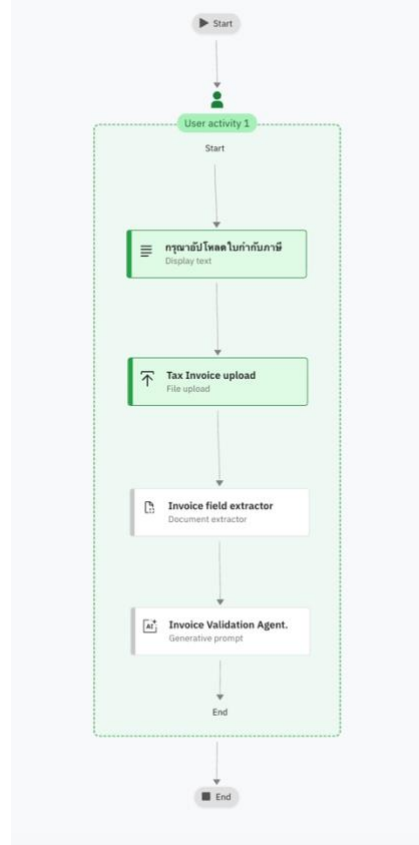 Start
User activity 1
Start
กรุณาอัปโหลดใบกำกับภาษี
Display text
Tax Invoice upload
File upload
Invoice field extractor
Document extractor
Invoice Validation Agent.
AI
Generative prompt
End
End